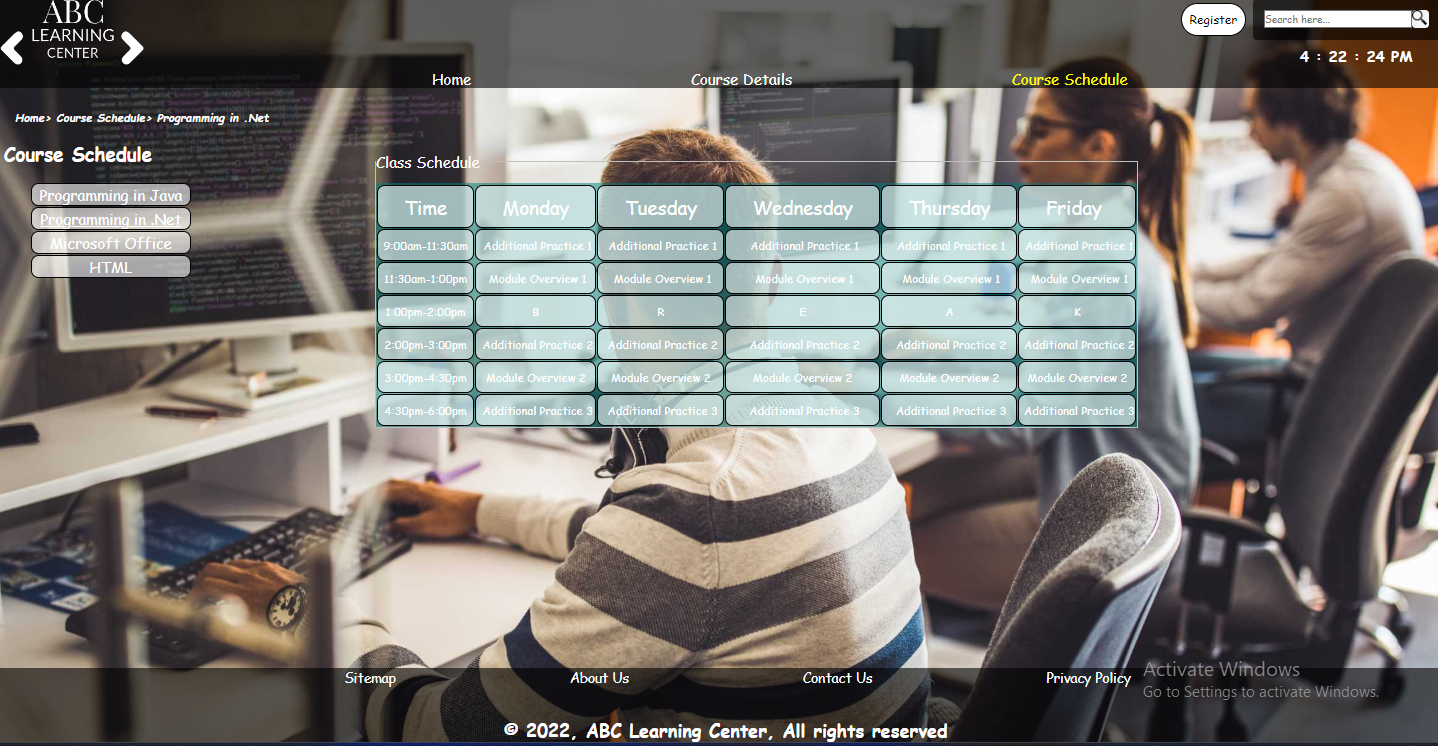 ABC
LEARNING
CENTER
Register
Search here...
4 : 22 : 24 PM
Home
Course Details
Course Schedule
Home> Course Schedule> Programming in .Net
Course Schedule
Programming in Java
Programming in .Net
Microsoft Office
HTML
Class Schedule
Time Monday Tuesday Wednesday Thursday Friday
9:00am-11:30am Additional Practice 1 Additional Practice 1 Additional Practice 1 Additional Practice 1 Additional Practice 1
11:30am-1:00pm Module Overview 1 Module Overview 1 Module Overview 1 Module Overview 1 Module Overview 1
1:00pm-2:00pm B R E A K
2:00pm-3:00pm Additional Practice 2 Additional Practice 2 Additional Practice 2 Additional Practice 2 Additional Practice 2
3:00pm-4:30pm Module Overview 2 Module Overview 2 Module Overview 2 Module Overview 2 Module Overview 2
4:30pm-6:00pm Additional Practice 3 Additional Practice 3 Additional Practice 3 Additional Practice 3 Additional Practice 3
Sitemap
About Us
Contact Us
Privacy Policy
Activate Windows
Go to Settings to activate Windows.
© 2022, ABC Learning Center, All rights reserved